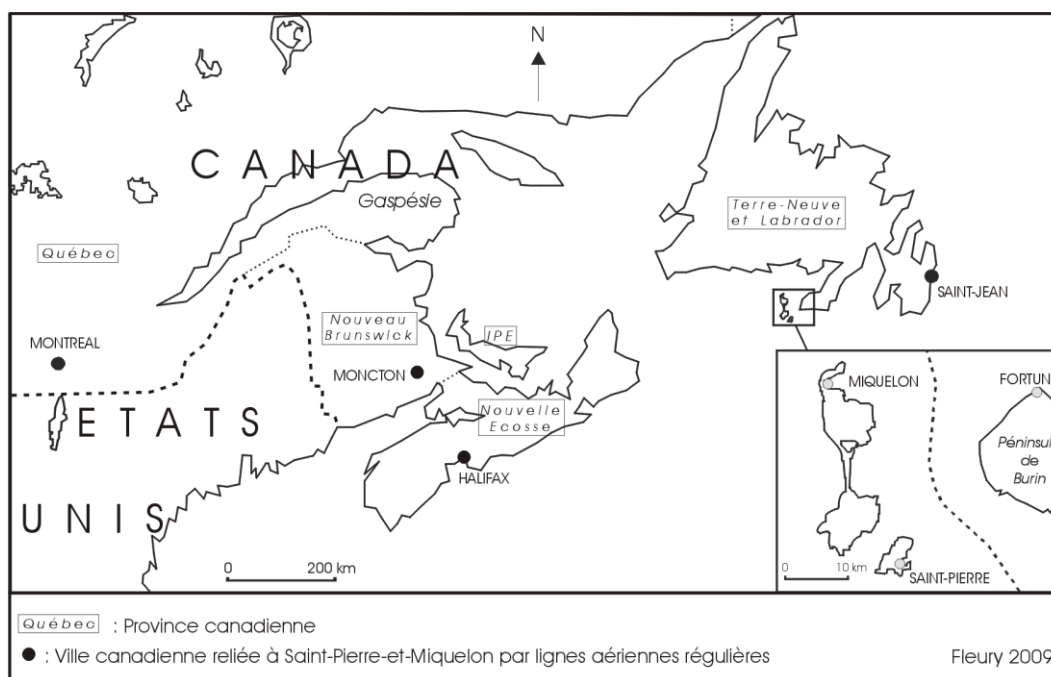 N
CANADA
Gaspésie
Terre-Neuve
et Labrador
Québec
SAINT-JEAN
Nouveau
Brunswick
IPE
MONTREAL
MONCTON
MIQUELON
FORTUN
ETATS
Nouvelle
Ecosse
Péninsul
de
Burin
HALIFAX
UNIS
0 200 km
0 10 km
SAINT-PIERRE
Québec : Province canadienne
: Ville canadienne reliée à Saint-Pierre-et-Miquelon par lignes aériennes régulières
Fleury 2009